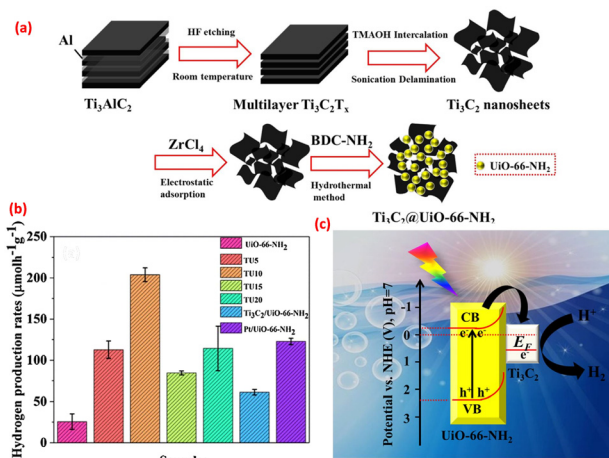 (a)
Al
HF etching
Room temperature
TMAOH Intercalation
Sonication Delamination
Ti₃AlC₂
Multilayer Ti₃C₂Tₓ
Ti₃C₂ nanosheets
ZrCl₄
Electrostatic
adsorption
BDC-NH₂
Hydrothermal
method
UiO-66-NH₂
Ti₃C₂@UiO-66-NH₂
(b)
Hydrogen production rates (µmolh⁻¹g⁻¹)
250
200
150
100
50
0
UiO-66-NH₂
TU5
TU10
TU15
TU20
Ti₃C₂/UiO-66-NH₂
Pt/UiO-66-NH₂
(c)
Potential vs. NHE (V), pH=7
-1
0
1
2
3
CB
e⁻ e⁻
h⁺ h⁺
VB
UiO-66-NH₂
E_F
e⁻
Ti₃C₂
H⁺
H₂